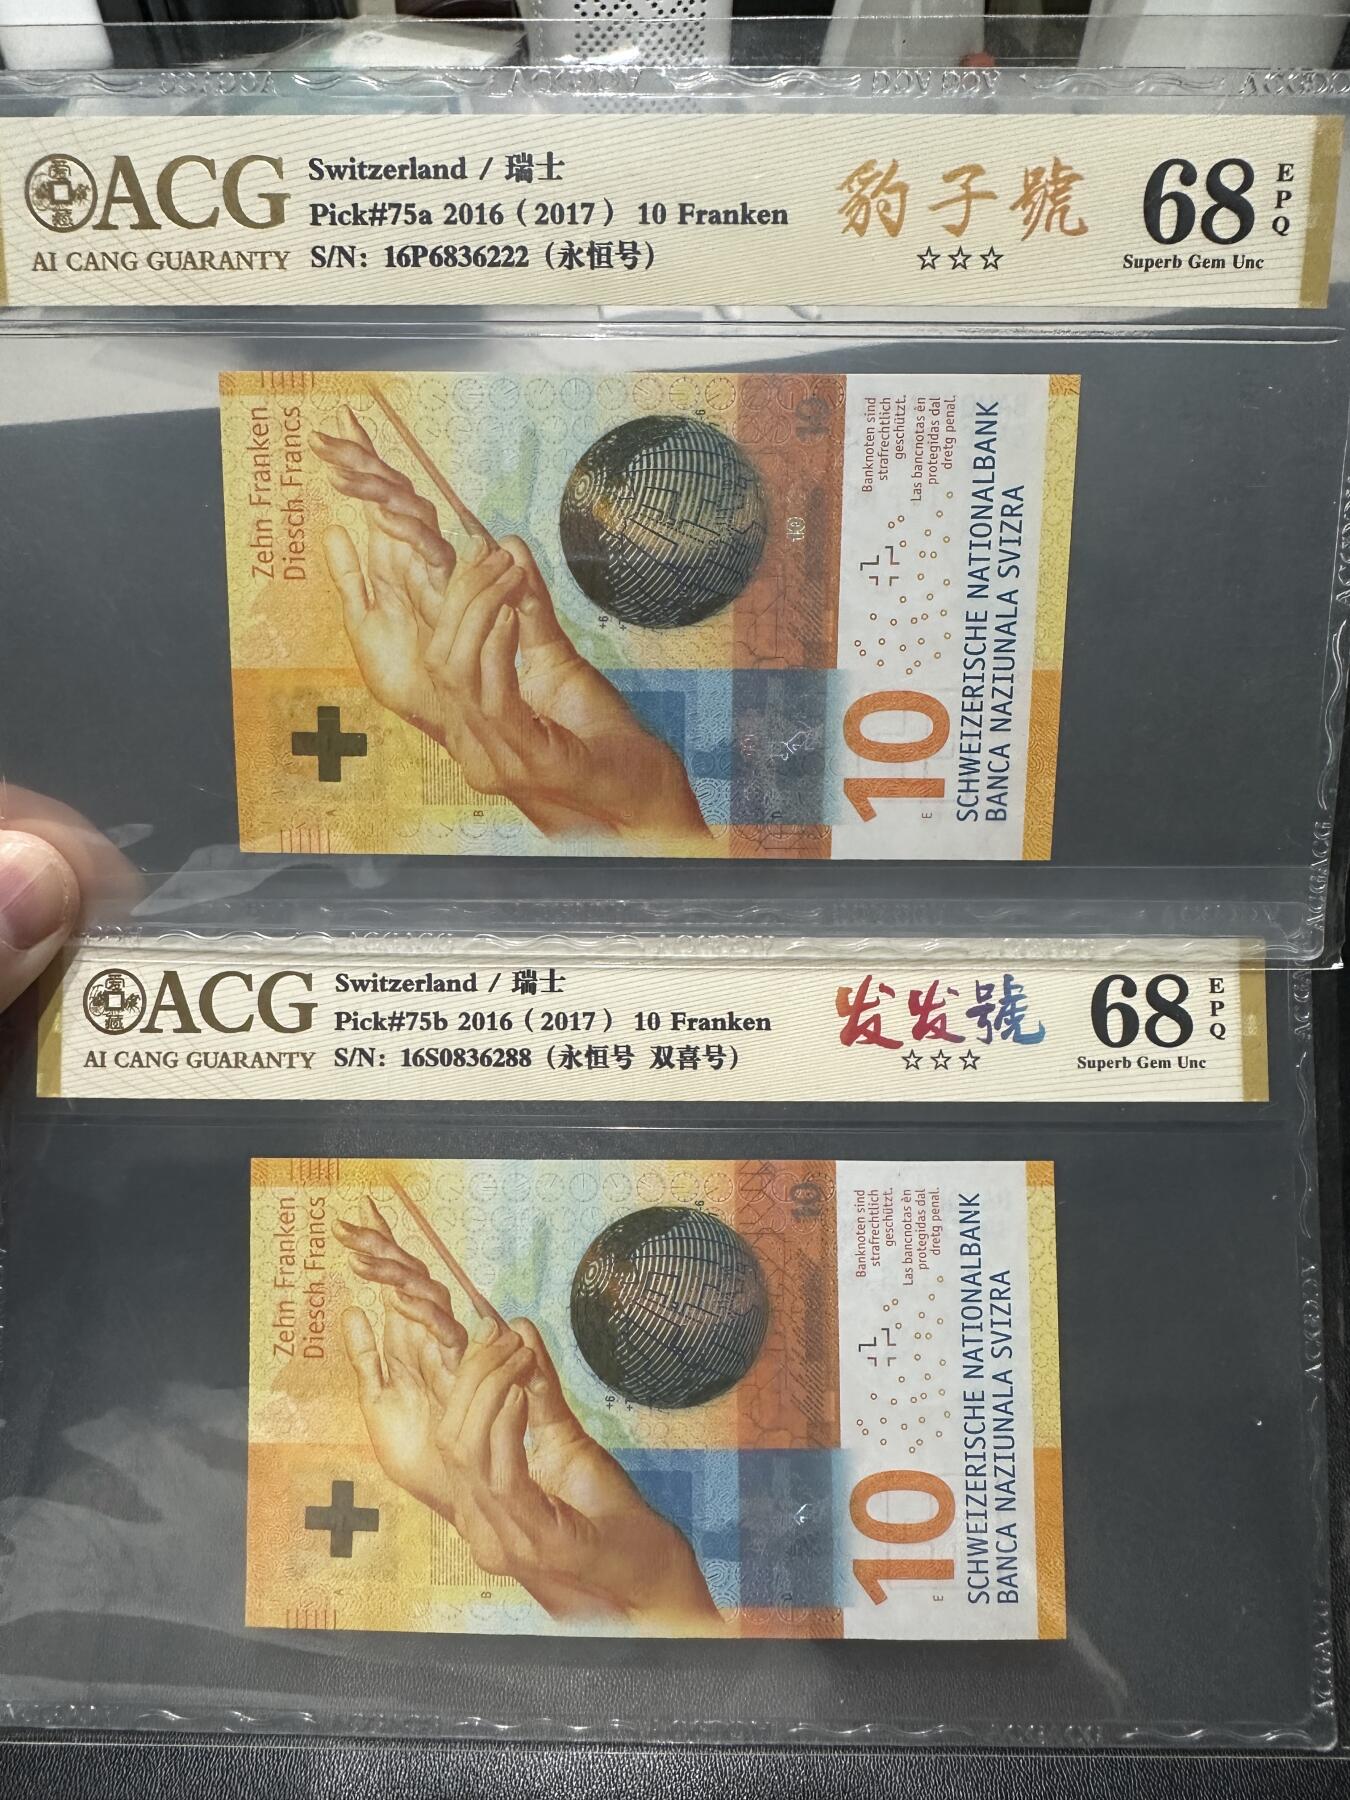 ACG
AI CANG GUARANTY
Switzerland / 瑞士
Pick#75a 2016（2017） 10 Franken
S/N: 16P6836222（永恒号）
豹子號
☆☆☆
68
EPQ
Superb Gem Unc
Zehn Franken
Diesch Francs
10
Banknoten sind
strafrechtlich
geschützt.
Las bancnotas èn
protegidas dal
dretg penal.
SCHWEIZERISCHE NATIONALBANK
BANCA NAZIUNALA SVIZRA
ACG
AI CANG GUARANTY
Switzerland / 瑞士
Pick#75b 2016（2017） 10 Franken
S/N: 16S0836288（永恒号 双喜号）
发发號
☆☆☆
68
EPQ
Superb Gem Unc
Zehn Franken
Diesch Francs
10
Banknoten sind
strafrechtlich
geschützt.
Las bancnotas èn
protegidas dal
dretg penal.
SCHWEIZERISCHE NATIONALBANK
BANCA NAZIUNALA SVIZRA